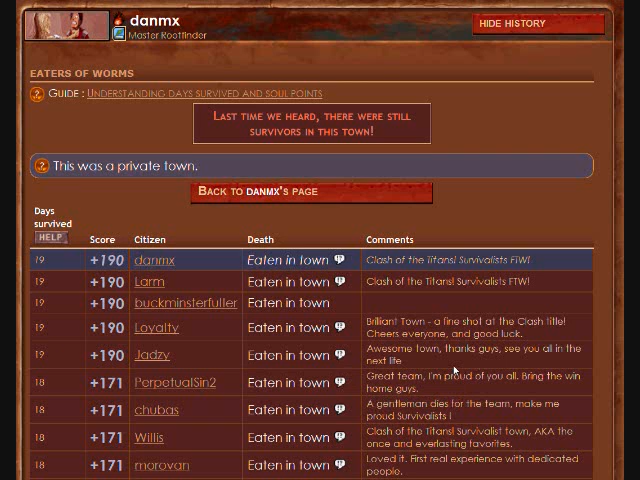 danmx
Master Rootfinder
HIDE HISTORY
EATERS OF WORMS
GUIDE : UNDERSTANDING DAYS SURVIVED AND SOUL POINTS
LAST TIME WE HEARD, THERE WERE STILL
SURVIVORS IN THIS TOWN!
This was a private town.
BACK TO DANMX'S PAGE
Days
survived
HELP
Score Citizen Death Comments
19 +190 danmx Eaten in town Clash of the Titans! Survivalists FTW!
19 +190 Larm Eaten in town Clash of the Titans! Survivalists FTW!
19 +190 buckminsterfuller Eaten in town
19 +190 Loyalty Eaten in town Brilliant Town - a fine shot at the Clash title!
Cheers everyone, and good luck.
19 +190 Jadzy Eaten in town Awesome town, thanks guys, see you all in the
next life
18 +171 PerpetualSin2 Eaten in town Great team, I'm proud of you all. Bring the win
home guys.
18 +171 chubas Eaten in town A gentleman dies for the team, make me
proud Survivalists !
18 +171 Willis Eaten in town Clash of the Titans! Survivalist town, AKA the
once and everlasting favorites.
18 +171 morovan Eaten in town Loved it. First real experience with dedicated
people.